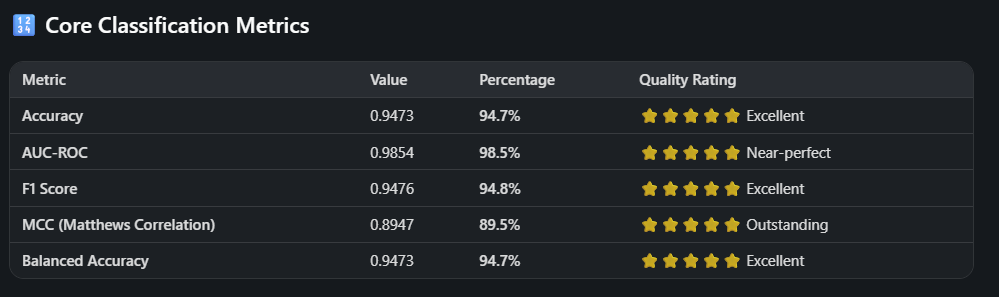 🔢 Core Classification Metrics
Metric Value Percentage Quality Rating
Accuracy 0.9473 94.7% ⭐⭐⭐⭐⭐ Excellent
AUC-ROC 0.9854 98.5% ⭐⭐⭐⭐⭐ Near-perfect
F1 Score 0.9476 94.8% ⭐⭐⭐⭐⭐ Excellent
MCC (Matthews Correlation) 0.8947 89.5% ⭐⭐⭐⭐⭐ Outstanding
Balanced Accuracy 0.9473 94.7% ⭐⭐⭐⭐⭐ Excellent